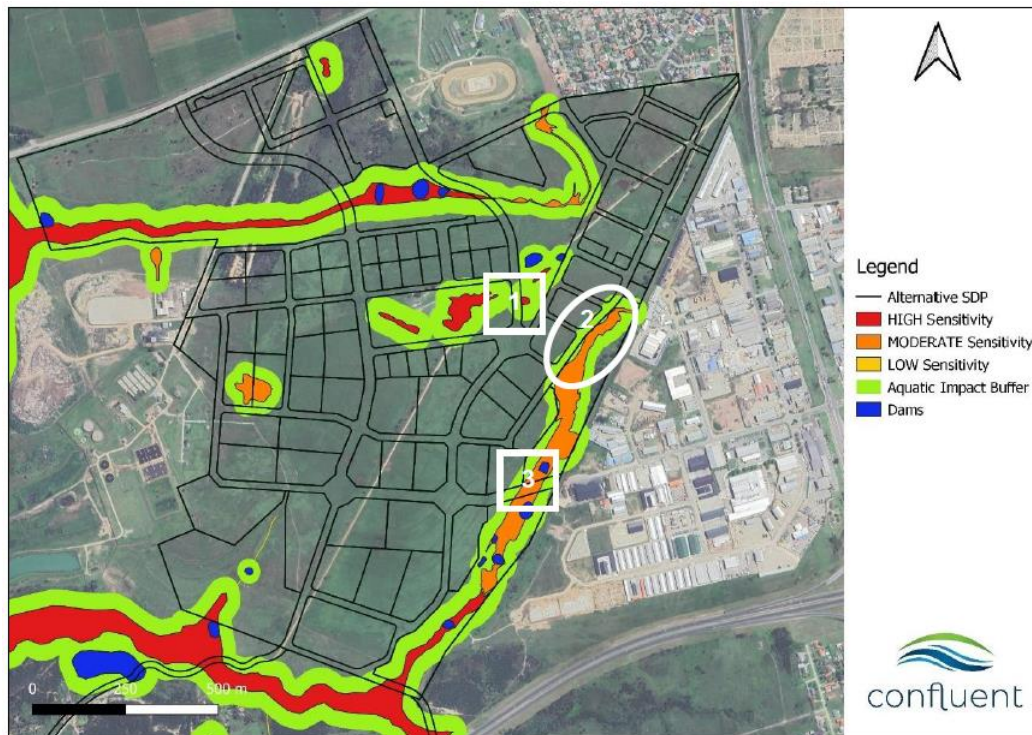 1
2
3
0 250 500 m
Legend
Alternative SDP
HIGH Sensitivity
MODERATE Sensitivity
LOW Sensitivity
Aquatic Impact Buffer
Dams
confluent